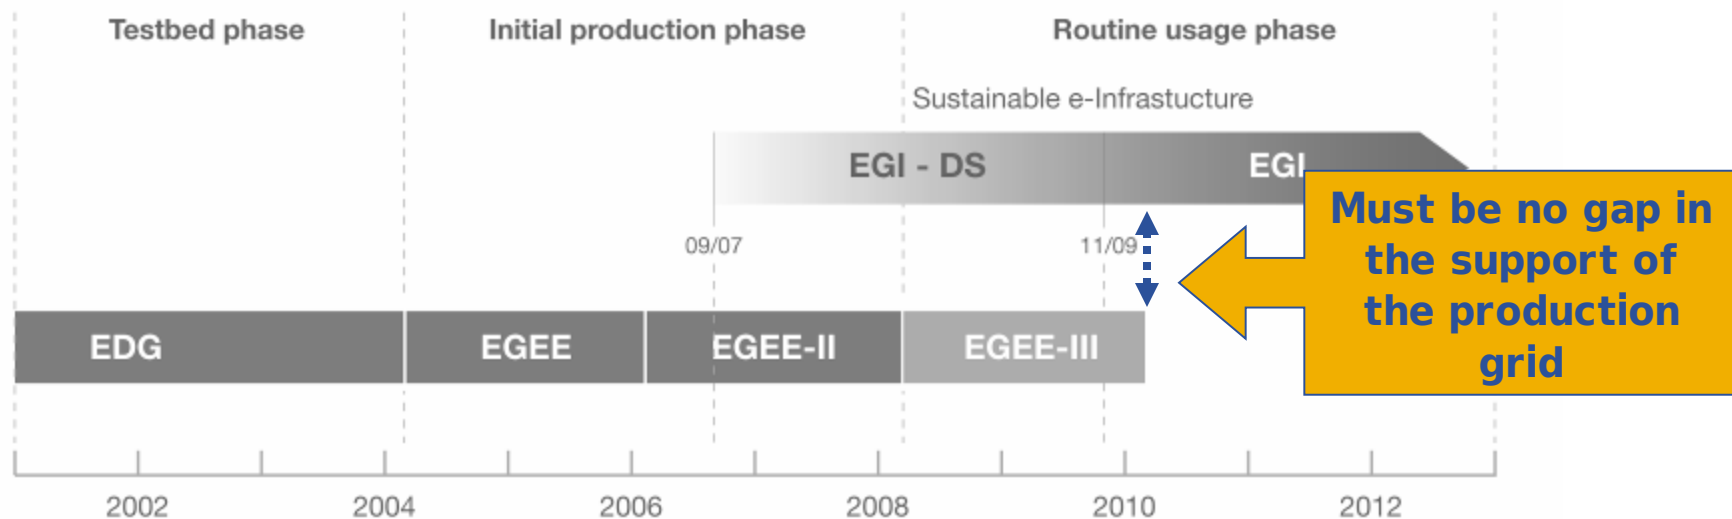 Testbed phase
Initial production phase
Routine usage phase
Sustainable e-Infrastucture
EGI - DS
EGI
Must be no gap in
the support of
the production
grid
09/07
11/09
EDG
EGEE
EGEE-II
EGEE-III
2002
2004
2006
2008
2010
2012